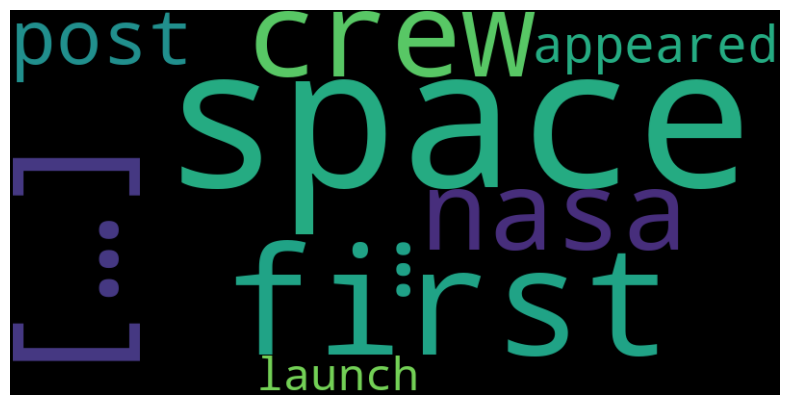 post
crew
appeared
space
[…]
nasa
first
…
launch